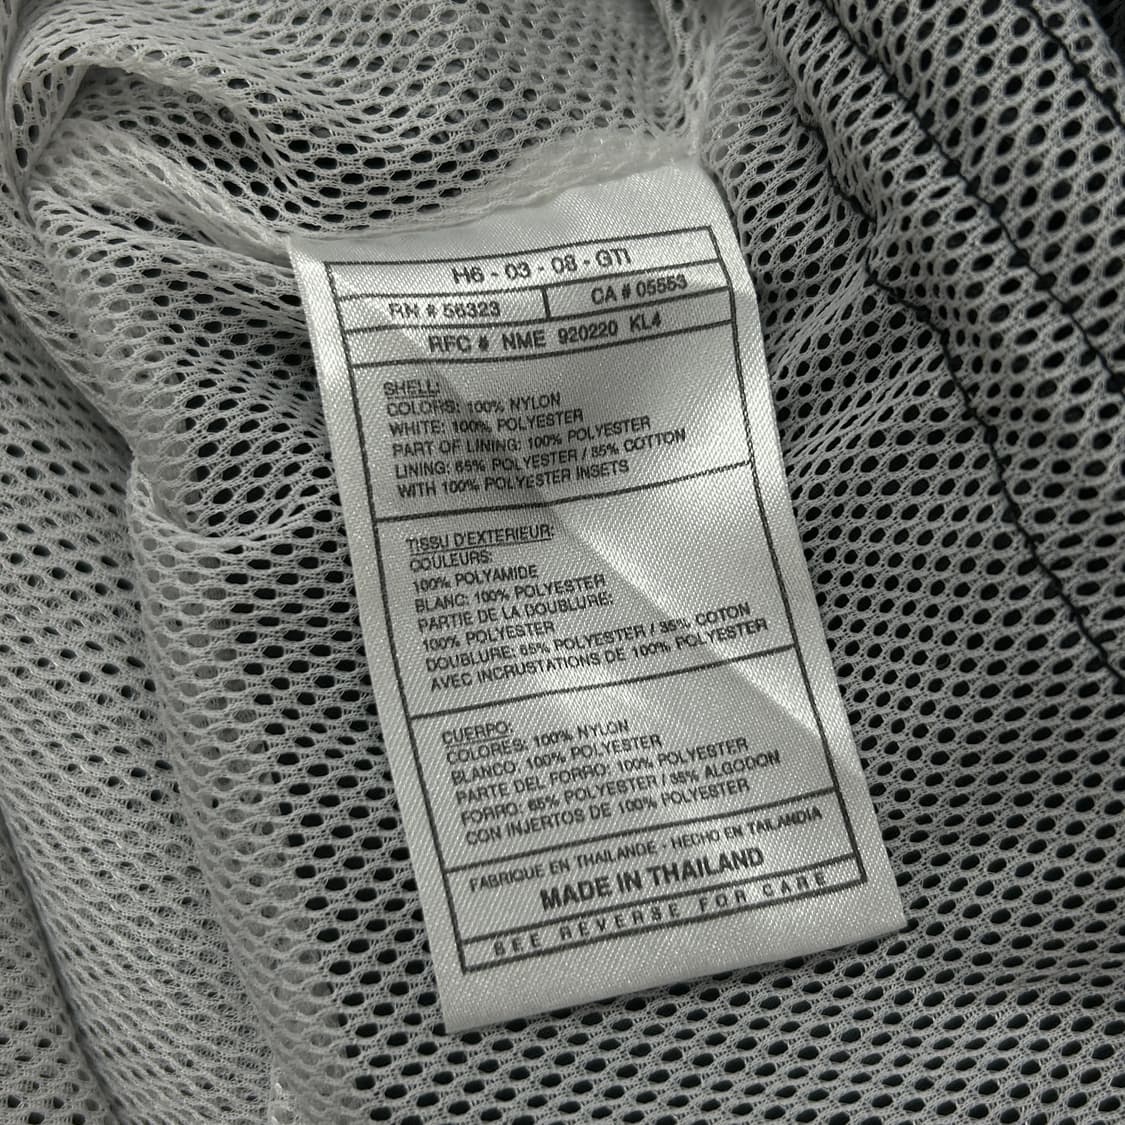 H6 - 03 - 08 - GTI
RN # 56323
CA # 05553
RFC # NME 920220 KL4
SHELL:
COLORS: 100% NYLON
WHITE: 100% POLYESTER
PART OF LINING: 100% POLYESTER
LINING: 65% POLYESTER / 35% COTTON
WITH 100% POLYESTER INSETS
TISSU D'EXTERIEUR:
COULEURS:
100% POLYAMIDE
BLANC: 100% POLYESTER
PARTIE DE LA DOUBLURE:
100% POLYESTER
DOUBLURE: 65% POLYESTER / 35% COTON
AVEC INCRUSTATIONS DE 100% POLYESTER
CUERPO:
COLORES: 100% NYLON
BLANCO: 100% POLYESTER
PARTE DEL FORRO: 100% POLYESTER
FORRO: 65% POLYESTER / 35% ALGODON
CON INJERTOS DE 100% POLYESTER
FABRIQUE EN THAILANDE - HECHO EN TAILANDIA
MADE IN THAILAND
SEE REVERSE FOR CARE